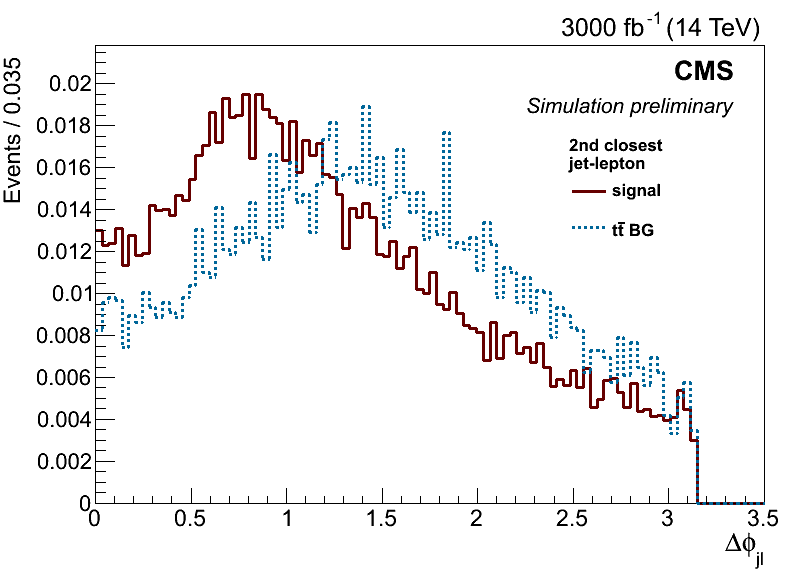 3000 fb⁻¹ (14 TeV)
CMS
Simulation preliminary
2nd closest
jet-lepton
signal
tt̄ BG
Events / 0.035
0.02
0.018
0.016
0.014
0.012
0.01
0.008
0.006
0.004
0.002
0
0 0.5 1 1.5 2 2.5 3 3.5
Δϕjl